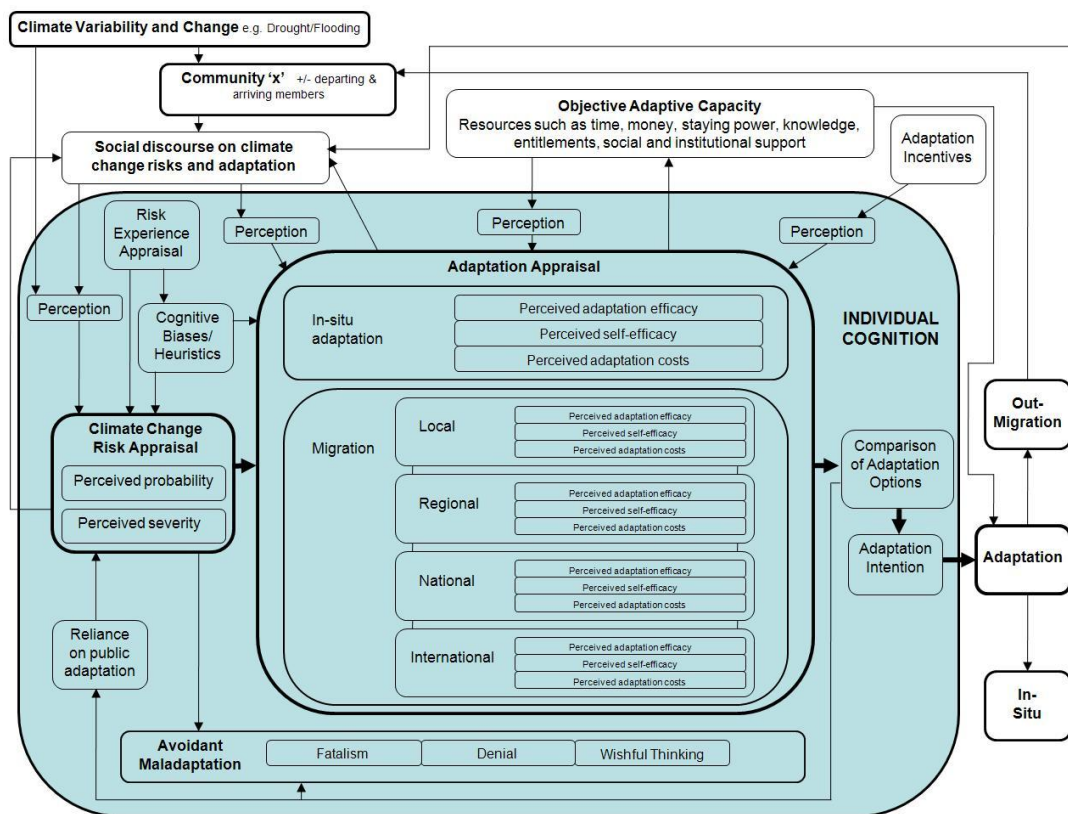 Climate Variability and Change e.g. Drought/Flooding
Community ‘x’ +/- departing &
arriving members
Social discourse on climate
change risks and adaptation
Objective Adaptive Capacity
Resources such as time, money, staying power, knowledge,
entitlements, social and institutional support
Adaptation
Incentives
Risk
Experience
Appraisal
Perception
Perception
Perception
Perception
Cognitive
Biases/
Heuristics
Adaptation Appraisal
In-situ
adaptation
Perceived adaptation efficacy
Perceived self-efficacy
Perceived adaptation costs
INDIVIDUAL
COGNITION
Climate Change
Risk Appraisal
Perceived probability
Perceived severity
Migration
Local
Perceived adaptation efficacy
Perceived self-efficacy
Perceived adaptation costs
Regional
Perceived adaptation efficacy
Perceived self-efficacy
Perceived adaptation costs
National
Perceived adaptation efficacy
Perceived self-efficacy
Perceived adaptation costs
International
Perceived adaptation efficacy
Perceived self-efficacy
Perceived adaptation costs
Comparison
of Adaptation
Options
Adaptation
Intention
Out-
Migration
Adaptation
In-
Situ
Reliance
on public
adaptation
Avoidant
Maladaptation
Fatalism
Denial
Wishful Thinking